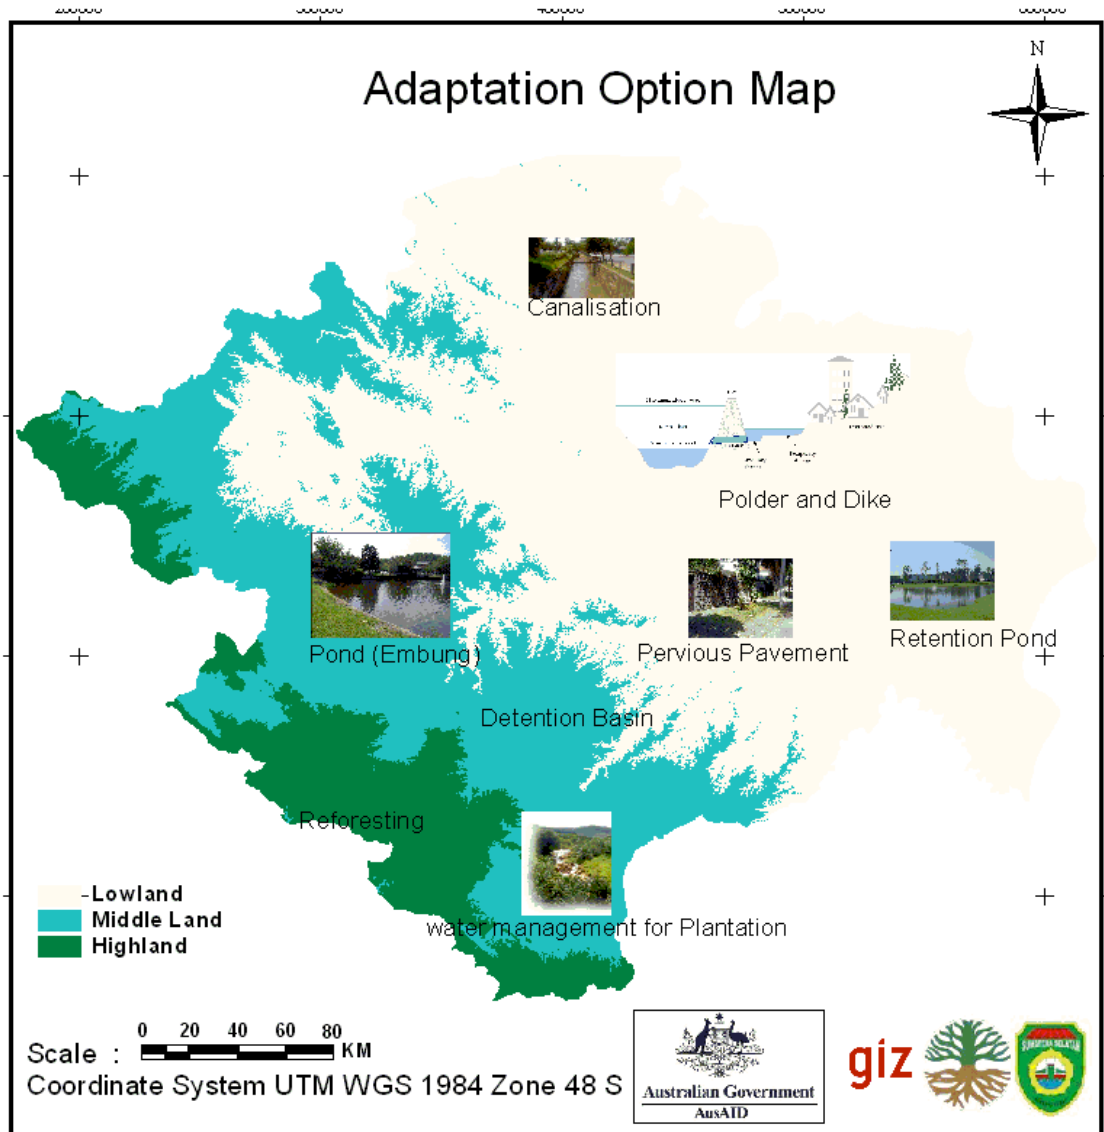 Adaptation Option Map
N
Canalisation
Polder and Dike
Pond (Embung)
Pervious Pavement
Retention Pond
Detention Basin
Reforesting
water management for Plantation
Lowland
Middle Land
Highland
0 20 40 60 80
Scale : KM
Coordinate System UTM WGS 1984 Zone 48 S
Australian Government
AusAID
giz
SUMATERA SELATAN